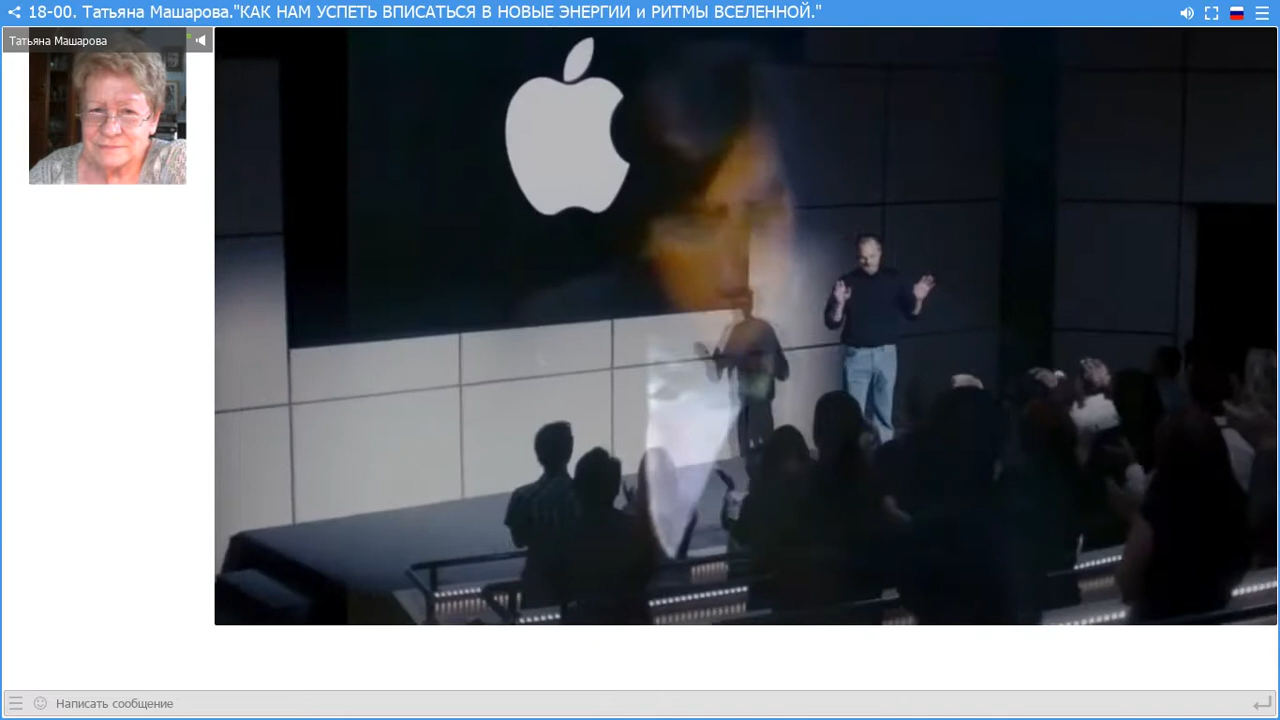 18-00. Татьяна Машарова."КАК НАМ УСПЕТЬ ВПИСАТЬСЯ В НОВЫЕ ЭНЕРГИИ и РИТМЫ ВСЕЛЕННОЙ."
Татьяна Машарова
Написать сообщение